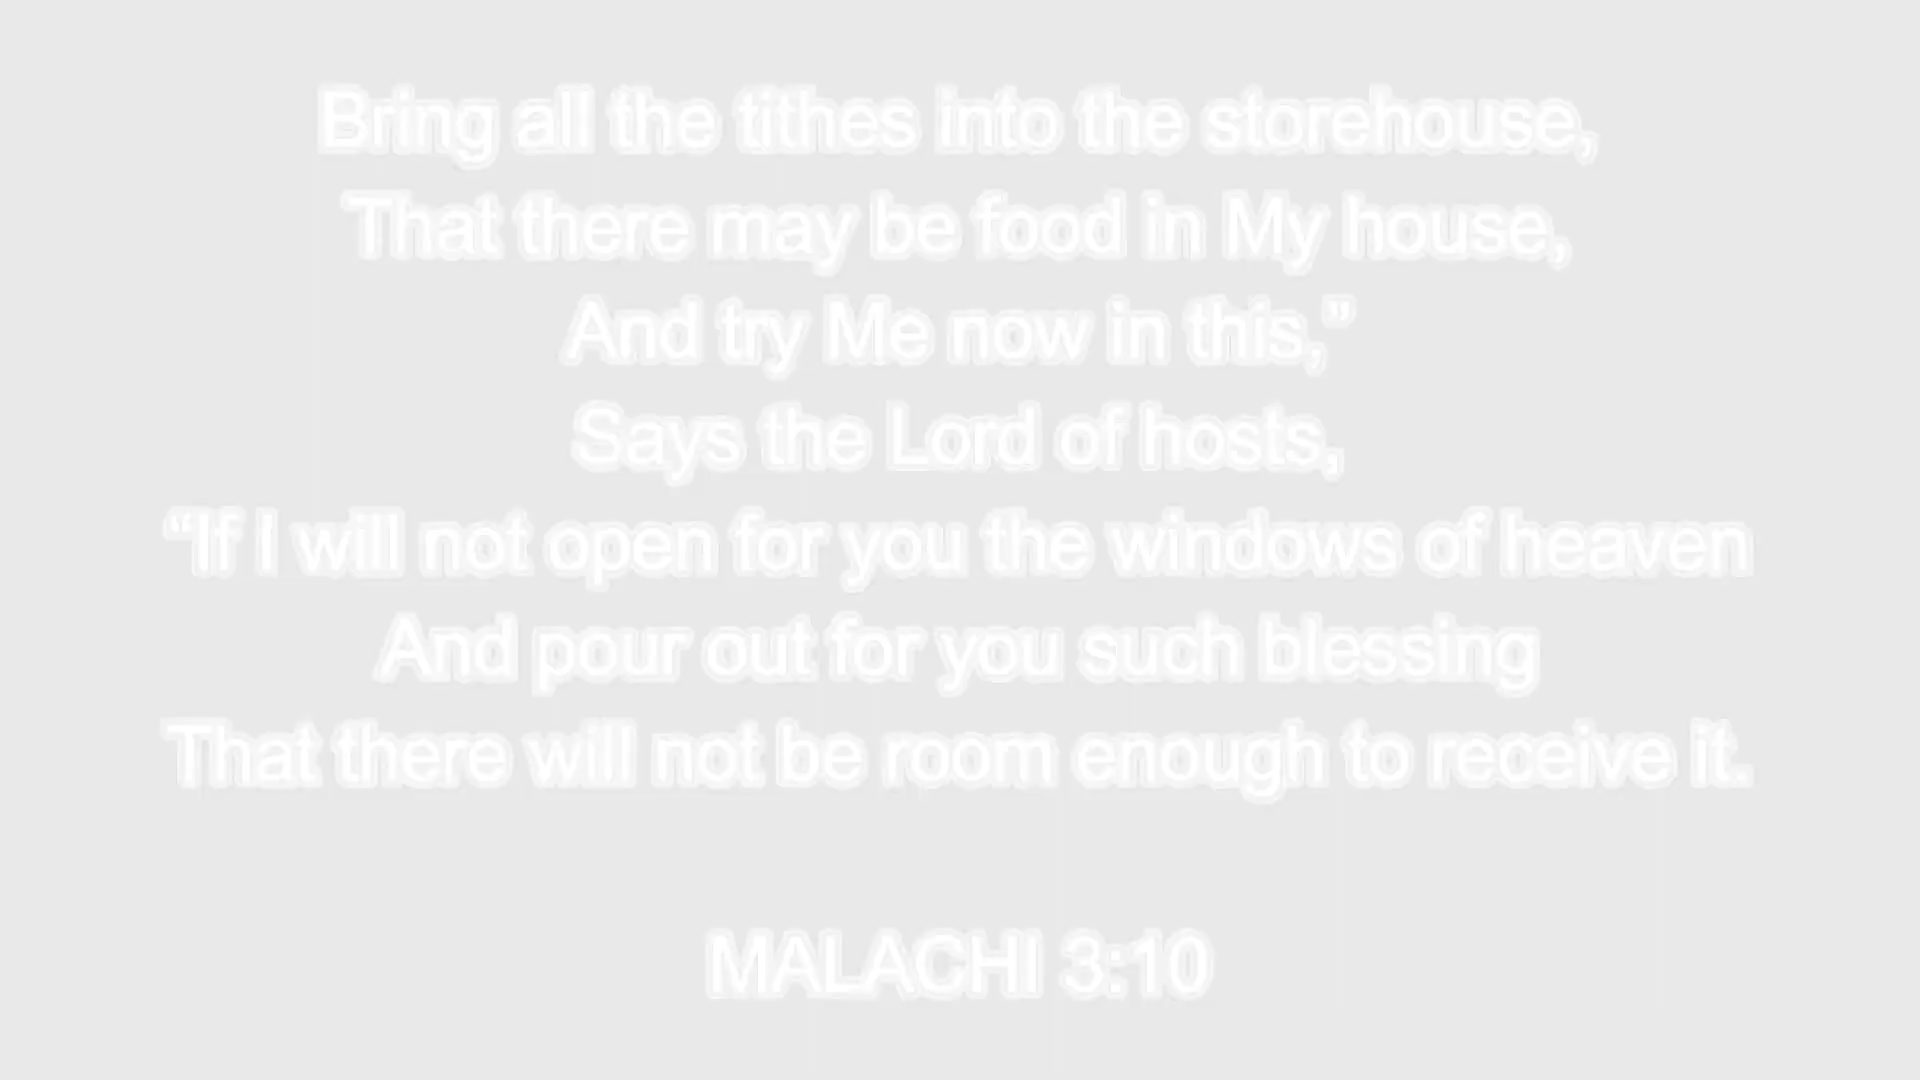 Bring all the tithes into the storehouse,
That there may be food in My house,
And try Me now in this,”
Says the Lord of hosts,
“If I will not open for you the windows of heaven
And pour out for you such blessing
That there will not be room enough to receive it.
MALACHI 3:10